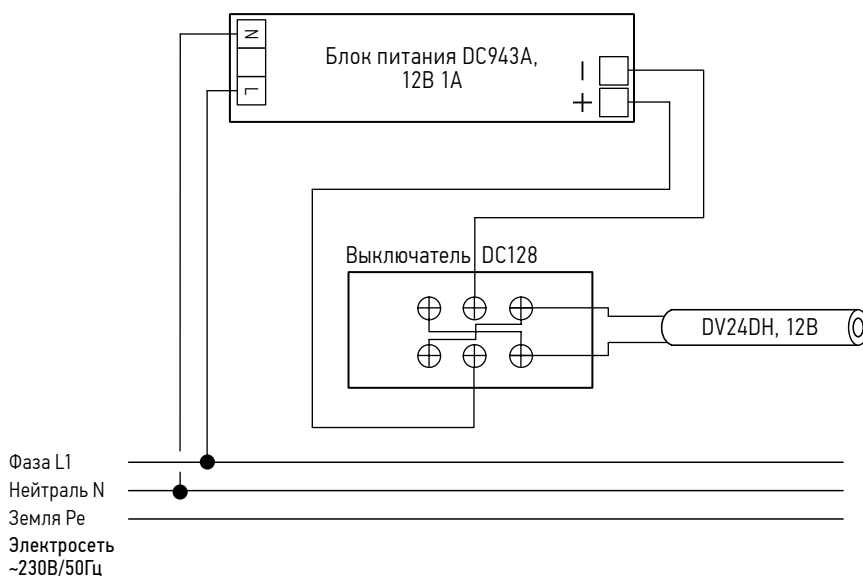 N
L
Блок питания DC943A,
12В 1А
−
+
Выключатель DC128
DV24DH, 12В
Фаза L1
Нейтраль N
Земля Pe
Электросеть
~230В/50Гц